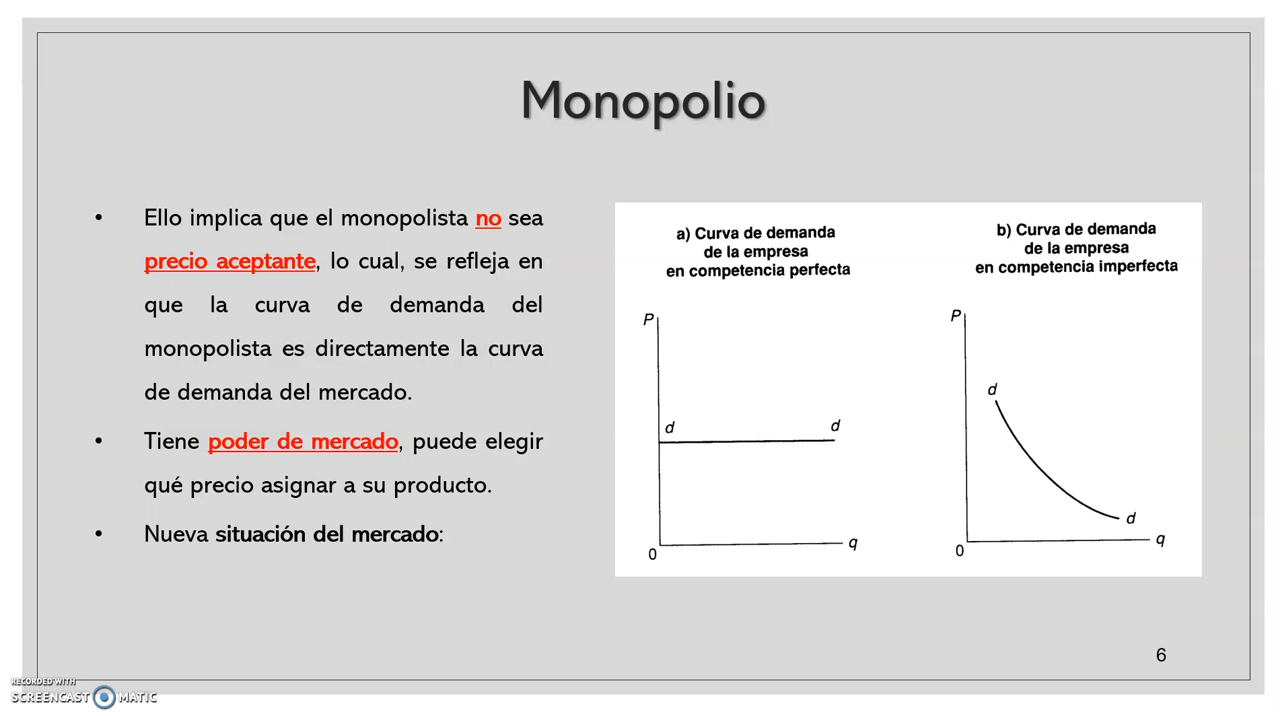 Monopolio
• Ello implica que el monopolista no sea
precio aceptante, lo cual, se refleja en
que la curva de demanda del
monopolista es directamente la curva
de demanda del mercado.
• Tiene poder de mercado, puede elegir
qué precio asignar a su producto.
• Nueva situación del mercado:
a) Curva de demanda
de la empresa
en competencia perfecta
P
d d
0 q
b) Curva de demanda
de la empresa
en competencia imperfecta
P
d
d
0 q
6
RECORDED WITH
SCREENCAST MATIC